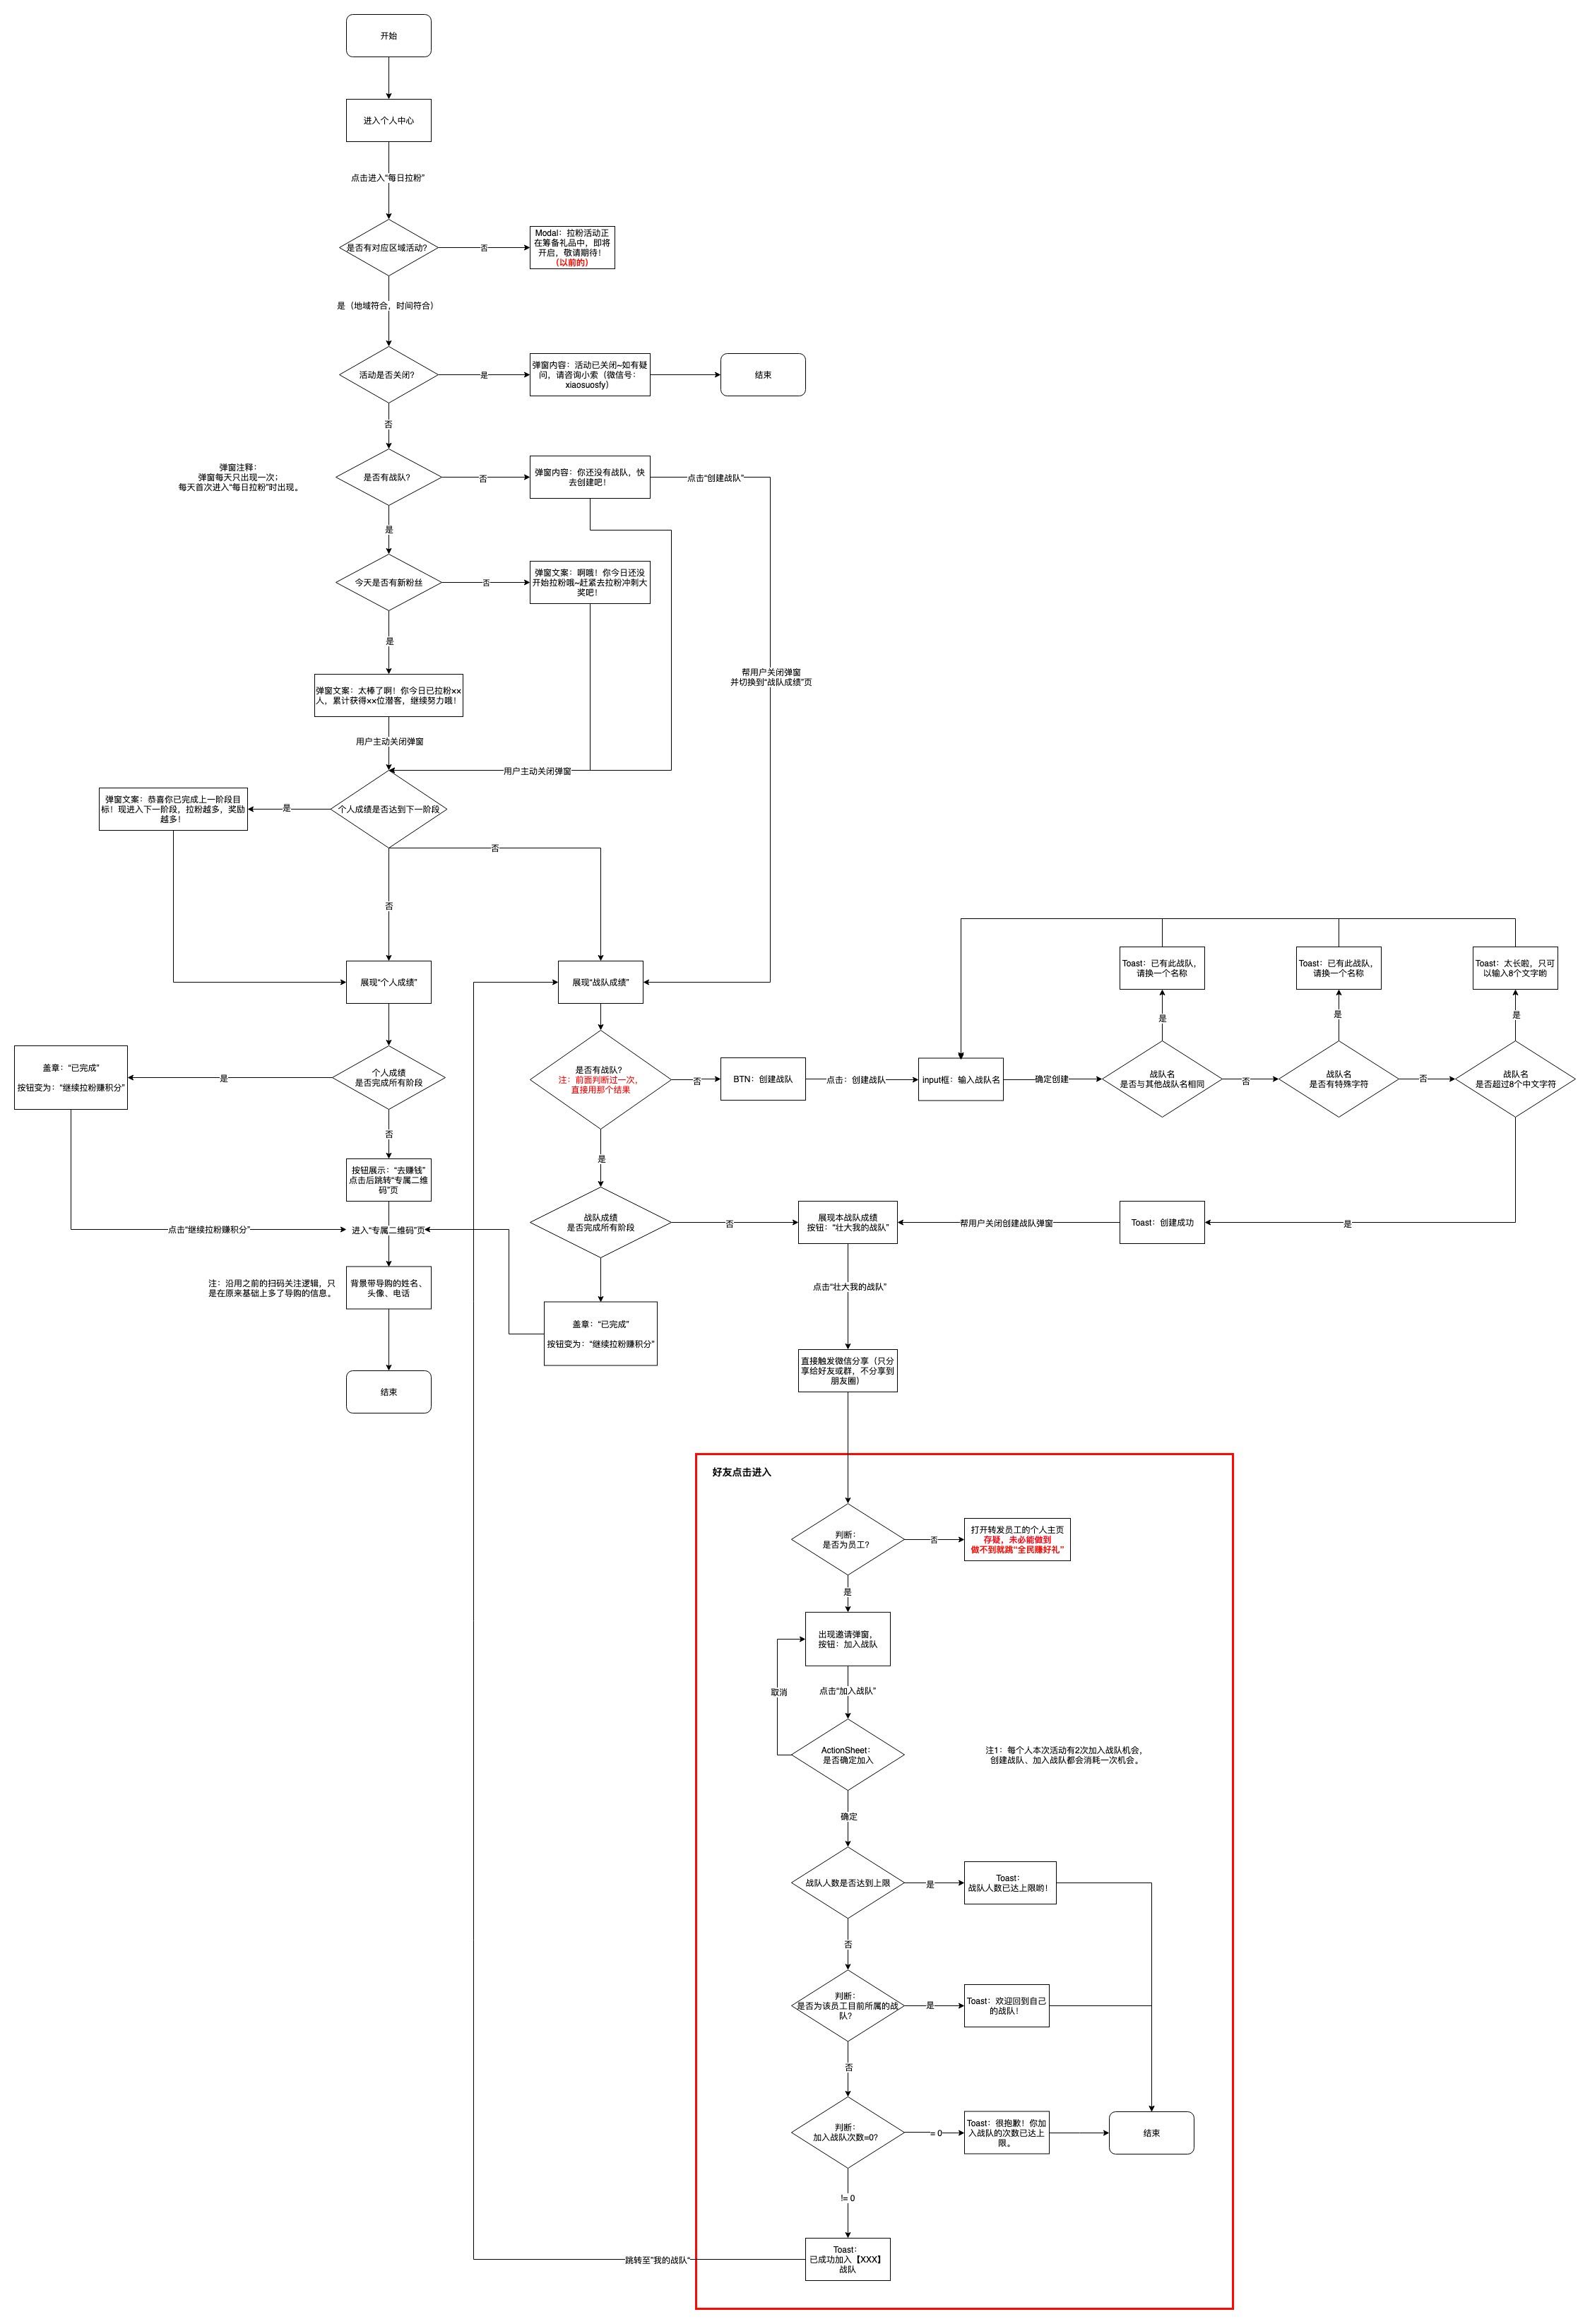 开始
进入个人中心
点击进入“每日拉粉”
是否有对应区域活动?
否
Modal：拉粉活动正
在筹备礼品中，即将
开启，敬请期待！
（以前的）
是（地域符合，时间符合）
活动是否关闭?
是
弹窗内容：活动已关闭~如有疑
问，请咨询小索（微信号：
xiaosuosfy）
结束
否
弹窗注释：
弹窗每天只出现一次；
每天首次进入“每日拉粉”时出现。
是否有战队?
否
弹窗内容：你还没有战队，快
去创建吧！
点击“创建战队”
是
今天是否有新粉丝
否
弹窗文案：啊哦！你今日还没
开始拉粉哦~赶紧去拉粉冲刺大
奖吧！
是
帮用户关闭弹窗
并切换到“战队成绩”页
弹窗文案：太棒了啊！你今日已拉粉××
人，累计获得××位潜客，继续努力哦！
用户主动关闭弹窗
用户主动关闭弹窗
弹窗文案：恭喜你已完成上一阶段目
标！现进入下一阶段，拉粉越多，奖励
越多！
是
个人成绩是否达到下一阶段
否
否
展现“个人成绩”
展现“战队成绩”
Toast：已有此战队，
请换一个名称
Toast：已有此战队，
请换一个名称
Toast：太长啦，只可
以输入8个文字哟
是
是
是
盖章：“已完成”
按钮变为：“继续拉粉赚积分”
是
个人成绩
是否完成所有阶段
是否有战队?
注：前面判断过一次，
直接用那个结果
否
BTN：创建战队
点击：创建战队
input框：输入战队名
确定创建
战队名
是否与其他战队名相同
否
战队名
是否有特殊字符
否
战队名
是否超过8个中文字符
否
是
按钮展示：“去赚钱”
点击后跳转“专属二维
码”页
点击“继续拉粉赚积分”
进入“专属二维码”页
战队成绩
是否完成所有阶段
否
展现本战队成绩
按钮：“壮大我的战队”
帮用户关闭创建战队弹窗
Toast：创建成功
是
注：沿用之前的扫码关注逻辑，只
是在原来基础上多了导购的信息。
背景带导购的姓名、
头像、电话
点击“壮大我的战队”
盖章：“已完成”
按钮变为：“继续拉粉赚积分”
直接触发微信分享（只分
享给好友或群，不分享到
朋友圈）
结束
好友点击进入
判断：
是否为员工?
否
打开转发员工的个人主页
存疑，未必能做到
做不到就跳“全民赚好礼”
是
出现邀请弹窗，
按钮：加入战队
取消
点击“加入战队”
ActionSheet：
是否确定加入
注1：每个人本次活动有2次加入战队机会，
创建战队、加入战队都会消耗一次机会。
确定
战队人数是否达到上限
是
Toast：
战队人数已达上限哟！
否
判断：
是否为该员工目前所属的战
队?
是
Toast：欢迎回到自己
的战队！
否
判断：
加入战队次数=0?
= 0
Toast：很抱歉！你加
入战队的次数已达上
限。
结束
!= 0
跳转至“我的战队”
Toast：
已成功加入【XXX】
战队